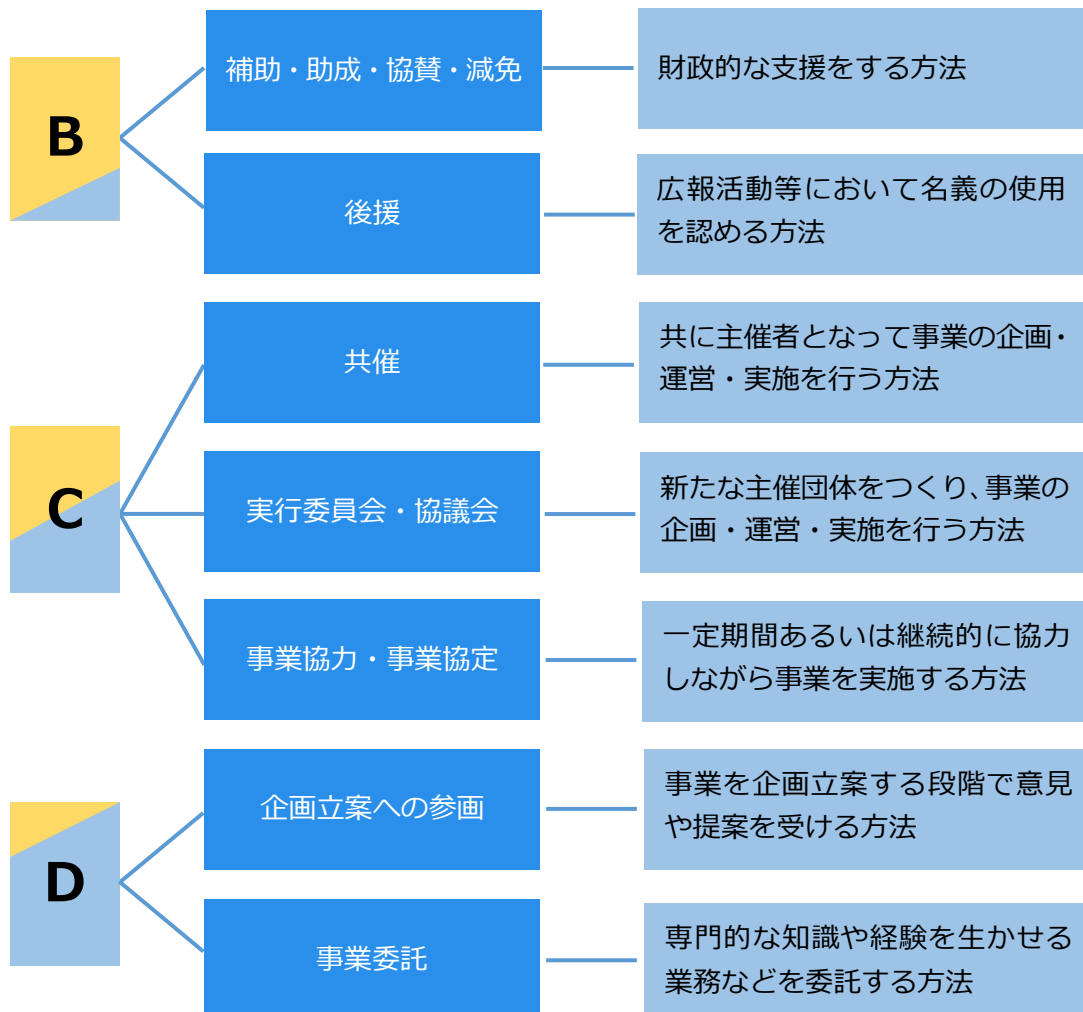 B
補助・助成・協賛・減免
財政的な支援をする方法
後援
広報活動等において名義の使用
を認める方法
C
共催
共に主催者となって事業の企画・
運営・実施を行う方法
実行委員会・協議会
新たな主催団体をつくり、事業の
企画・運営・実施を行う方法
事業協力・事業協定
一定期間あるいは継続的に協力
しながら事業を実施する方法
D
企画立案への参画
事業を企画立案する段階で意見
や提案を受ける方法
事業委託
専門的な知識や経験を生かせる
業務などを委託する方法